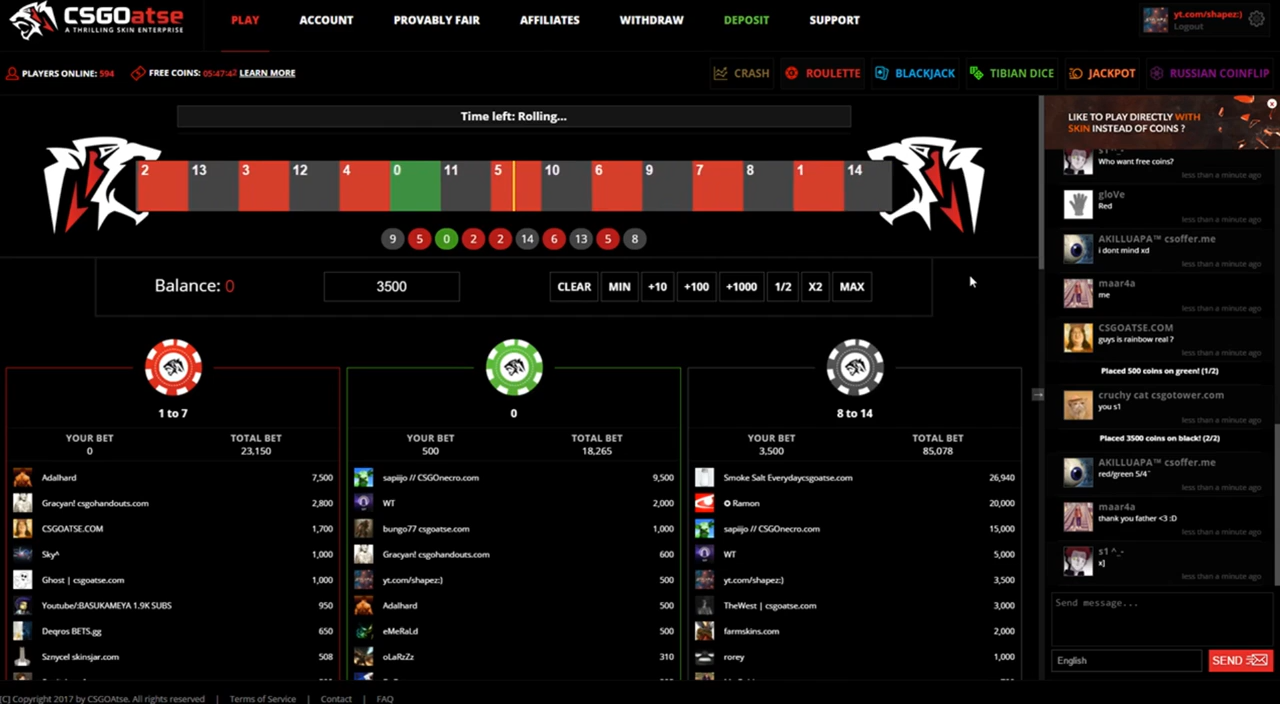 CSGOatse
A THRILLING SKIN ENTERPRISE
PLAY
ACCOUNT
PROVABLY FAIR
AFFILIATES
WITHDRAW
DEPOSIT
SUPPORT
yt.com/shapez:)
Logout
PLAYERS ONLINE: 594
FREE COINS: 05:47:42 LEARN MORE
CRASH
ROULETTE
BLACKJACK
TIBIAN DICE
JACKPOT
RUSSIAN COINFLIP
Time left: Rolling...
2 13 3 12 4 0 11 5 10 6 9 7 8 1 14
9 5 0 2 2 14 6 13 5 8
Balance: 0
3500
CLEAR MIN +10 +100 +1000 1/2 X2 MAX
1 to 7
YOUR BET TOTAL BET
0 23,150
Adalhard 7,500
Gracyan! csgohandouts.com 2,800
CSGOATSE.COM 1,700
Sky^ 1,000
Ghost | csgoatse.com 1,000
Youtube/:BASUKAMEYA 1.9K SUBS 950
Deqros BETS.gg 650
Sznycel skinsjar.com 508
0
YOUR BET TOTAL BET
500 18,265
sapiijo // CSGOnecro.com 9,500
WT 2,000
bungo77 csgoatse.com 1,000
Gracyan! csgohandouts.com 600
yt.com/shapez:) 500
Adalhard 500
eMeRaLd 500
oLaRzZz 310
8 to 14
YOUR BET TOTAL BET
3,500 85,078
Smoke Salt Everydaycsgoatse.com 26,940
✪ Ramon 20,000
sapiijo // CSGOnecro.com 15,000
WT 5,000
yt.com/shapez:) 3,500
TheWest | csgoatse.com 3,000
farmskins.com 2,000
rorey 1,000
LIKE TO PLAY DIRECTLY WITH
SKIN INSTEAD OF COINS ?
s1 ^_-
Who want free coins?
less than a minute ago
gloVe
Red
less than a minute ago
AKILLUAPA™ csoffer.me
i dont mind xd
less than a minute ago
maar4a
me
less than a minute ago
CSGOATSE.COM
guys is rainbow real ?
less than a minute ago
Placed 500 coins on green! (1/2)
cruchy cat csgotower.com
you s1
less than a minute ago
Placed 3500 coins on black! (2/2)
AKILLUAPA™ csoffer.me
red/green 5/4ˆ
less than a minute ago
maar4a
thank you father <3 :D
less than a minute ago
s1 ^_-
x]
less than a minute ago
Send message...
English
SEND
[C] Copyright 2017 by CSGOAtse. All rights reserved | Terms of Service | Contact | FAQ